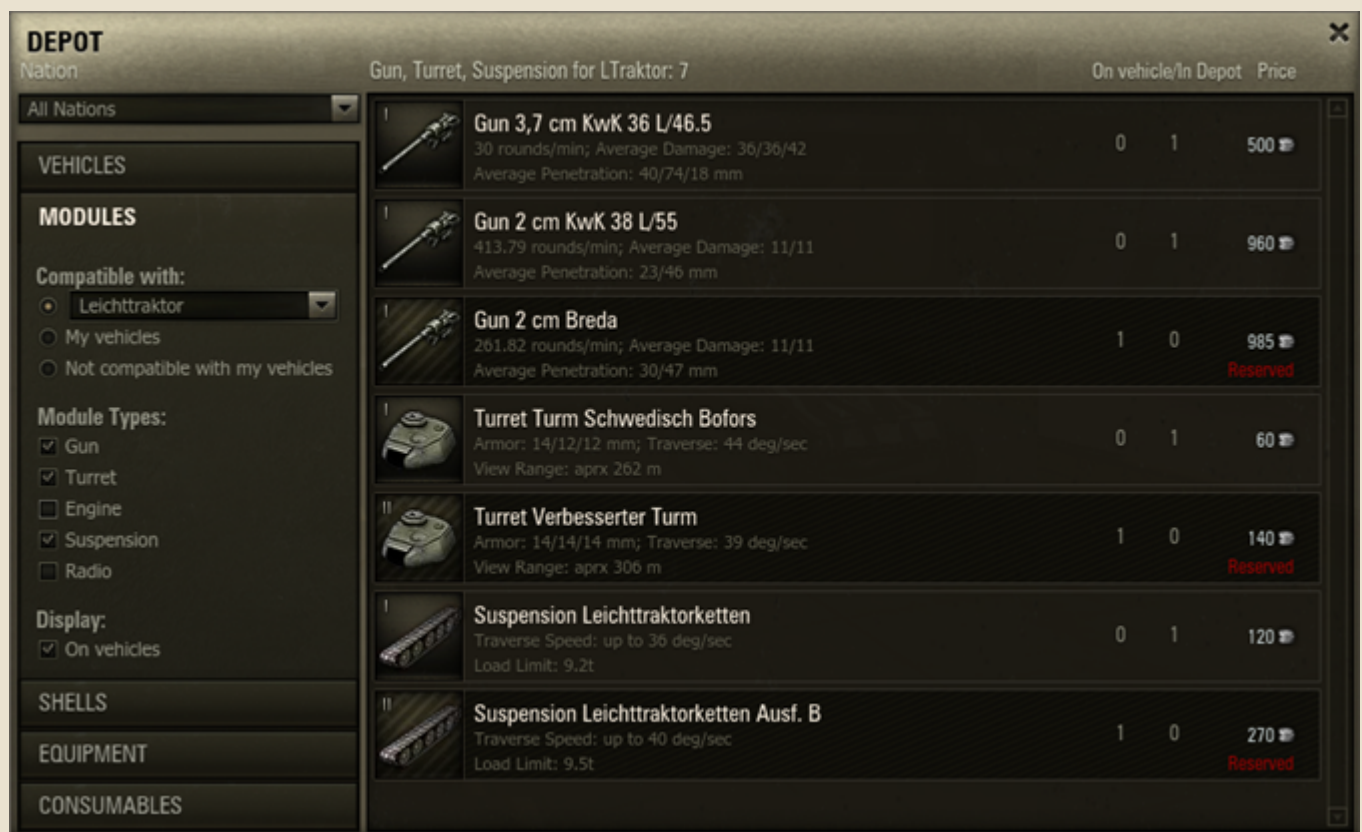 DEPOT
Nation
Gun, Turret, Suspension for LTraktor: 7
On vehicle/In Depot Price
All Nations
VEHICLES
MODULES
Compatible with:
Leichttraktor
My vehicles
Not compatible with my vehicles
Module Types:
Gun
Turret
Engine
Suspension
Radio
Display:
On vehicles
SHELLS
EQUIPMENT
CONSUMABLES
I
Gun 3,7 cm KwK 36 L/46.5
30 rounds/min; Average Damage: 36/36/42
Average Penetration: 40/74/18 mm
0 1 500
I
Gun 2 cm KwK 38 L/55
413.79 rounds/min; Average Damage: 11/11
Average Penetration: 23/46 mm
0 1 960
I
Gun 2 cm Breda
261.82 rounds/min; Average Damage: 11/11
Average Penetration: 30/47 mm
1 0 985
Reserved
I
Turret Turm Schwedisch Bofors
Armor: 14/12/12 mm; Traverse: 44 deg/sec
View Range: aprx 262 m
0 1 60
II
Turret Verbesserter Turm
Armor: 14/14/14 mm; Traverse: 39 deg/sec
View Range: aprx 306 m
1 0 140
Reserved
I
Suspension Leichttraktorketten
Traverse Speed: up to 36 deg/sec
Load Limit: 9.2t
0 1 120
II
Suspension Leichttraktorketten Ausf. B
Traverse Speed: up to 40 deg/sec
Load Limit: 9.5t
1 0 270
Reserved